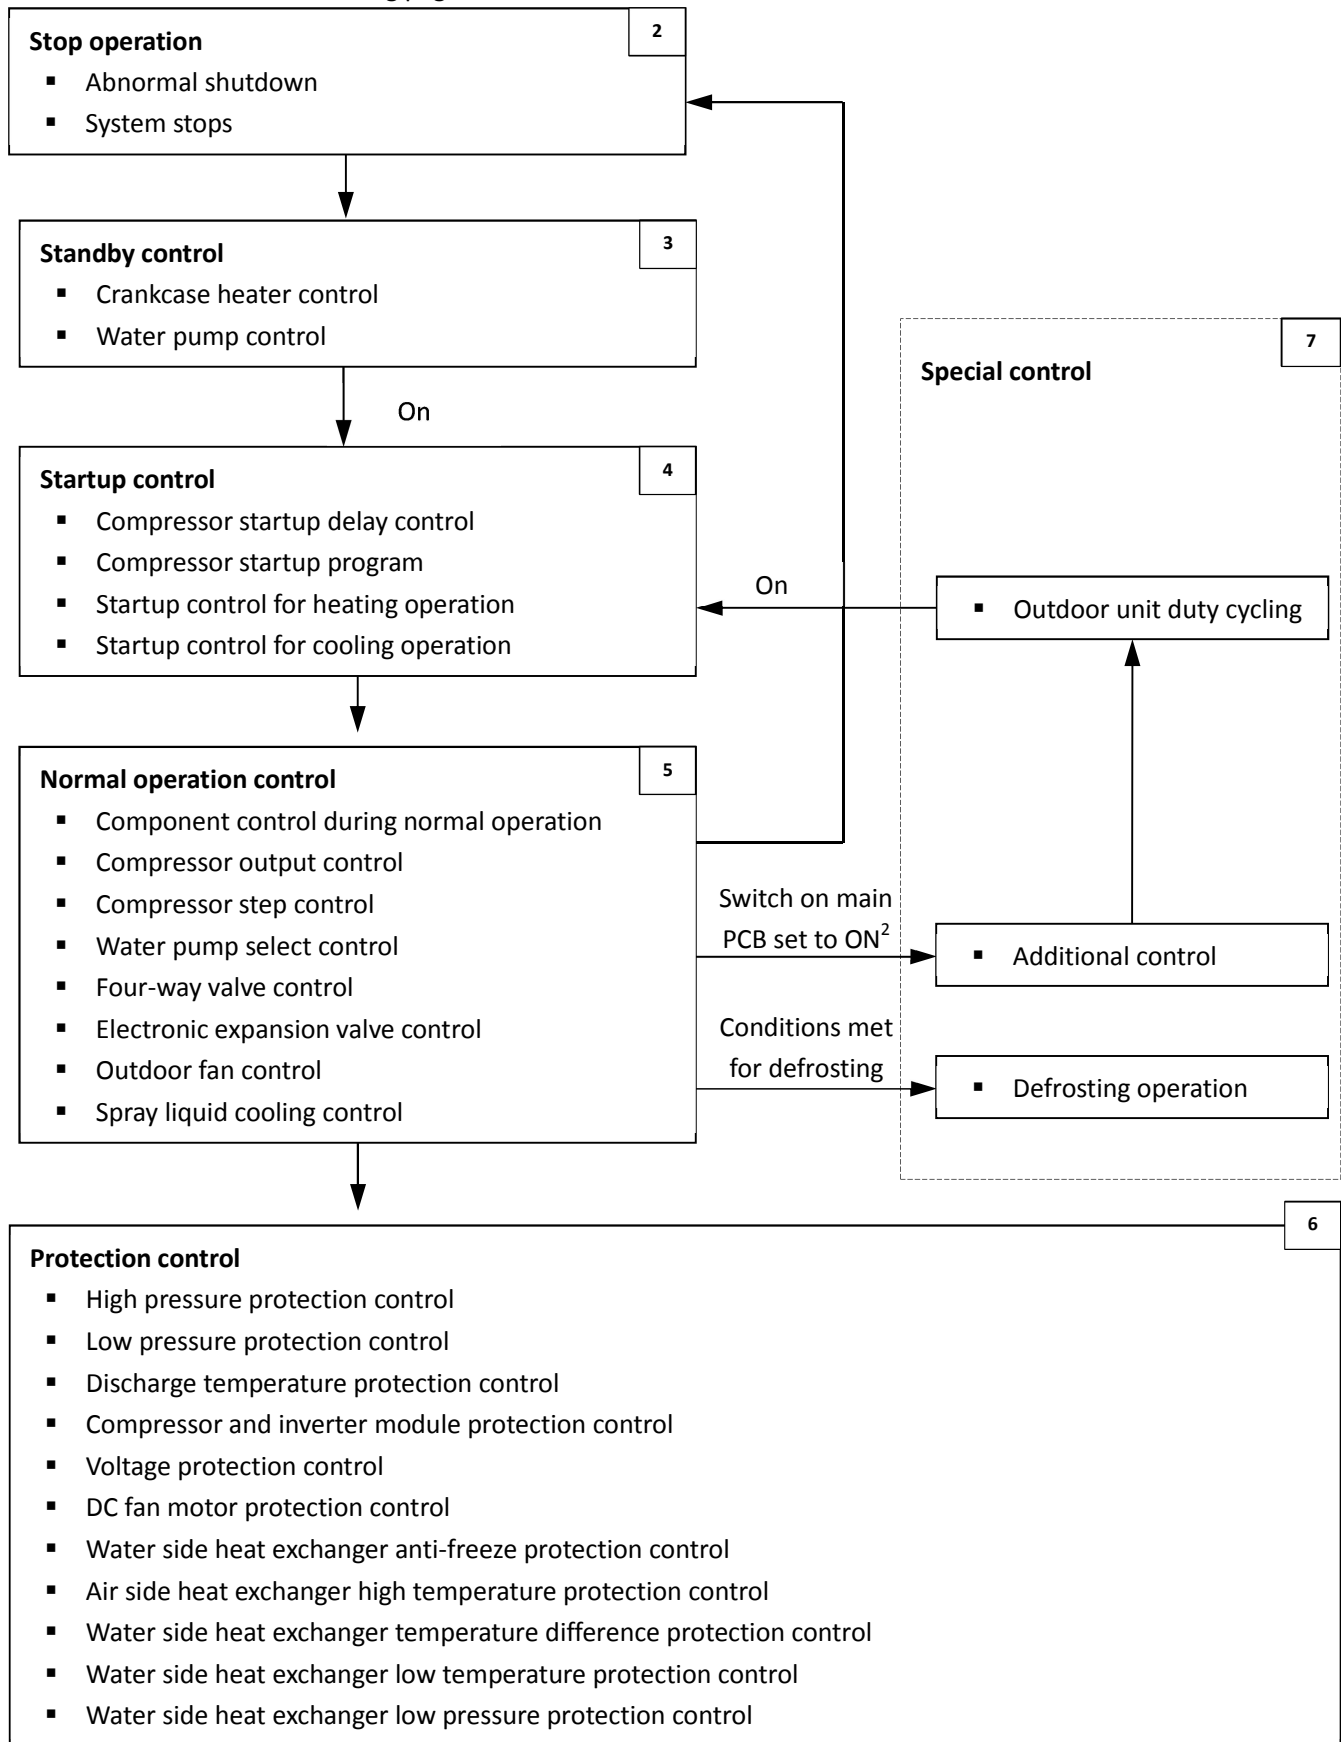 2
Stop operation
▪ Abnormal shutdown
▪ System stops
3
Standby control
▪ Crankcase heater control
▪ Water pump control
On
4
Startup control
▪ Compressor startup delay control
▪ Compressor startup program
▪ Startup control for heating operation
▪ Startup control for cooling operation
On
5
Normal operation control
▪ Component control during normal operation
▪ Compressor output control
▪ Compressor step control
▪ Water pump select control
▪ Four-way valve control
▪ Electronic expansion valve control
▪ Outdoor fan control
▪ Spray liquid cooling control
Switch on main
PCB set to ON²
Conditions met
for defrosting
7
Special control
▪ Outdoor unit duty cycling
▪ Additional control
▪ Defrosting operation
6
Protection control
▪ High pressure protection control
▪ Low pressure protection control
▪ Discharge temperature protection control
▪ Compressor and inverter module protection control
▪ Voltage protection control
▪ DC fan motor protection control
▪ Water side heat exchanger anti-freeze protection control
▪ Air side heat exchanger high temperature protection control
▪ Water side heat exchanger temperature difference protection control
▪ Water side heat exchanger low temperature protection control
▪ Water side heat exchanger low pressure protection control